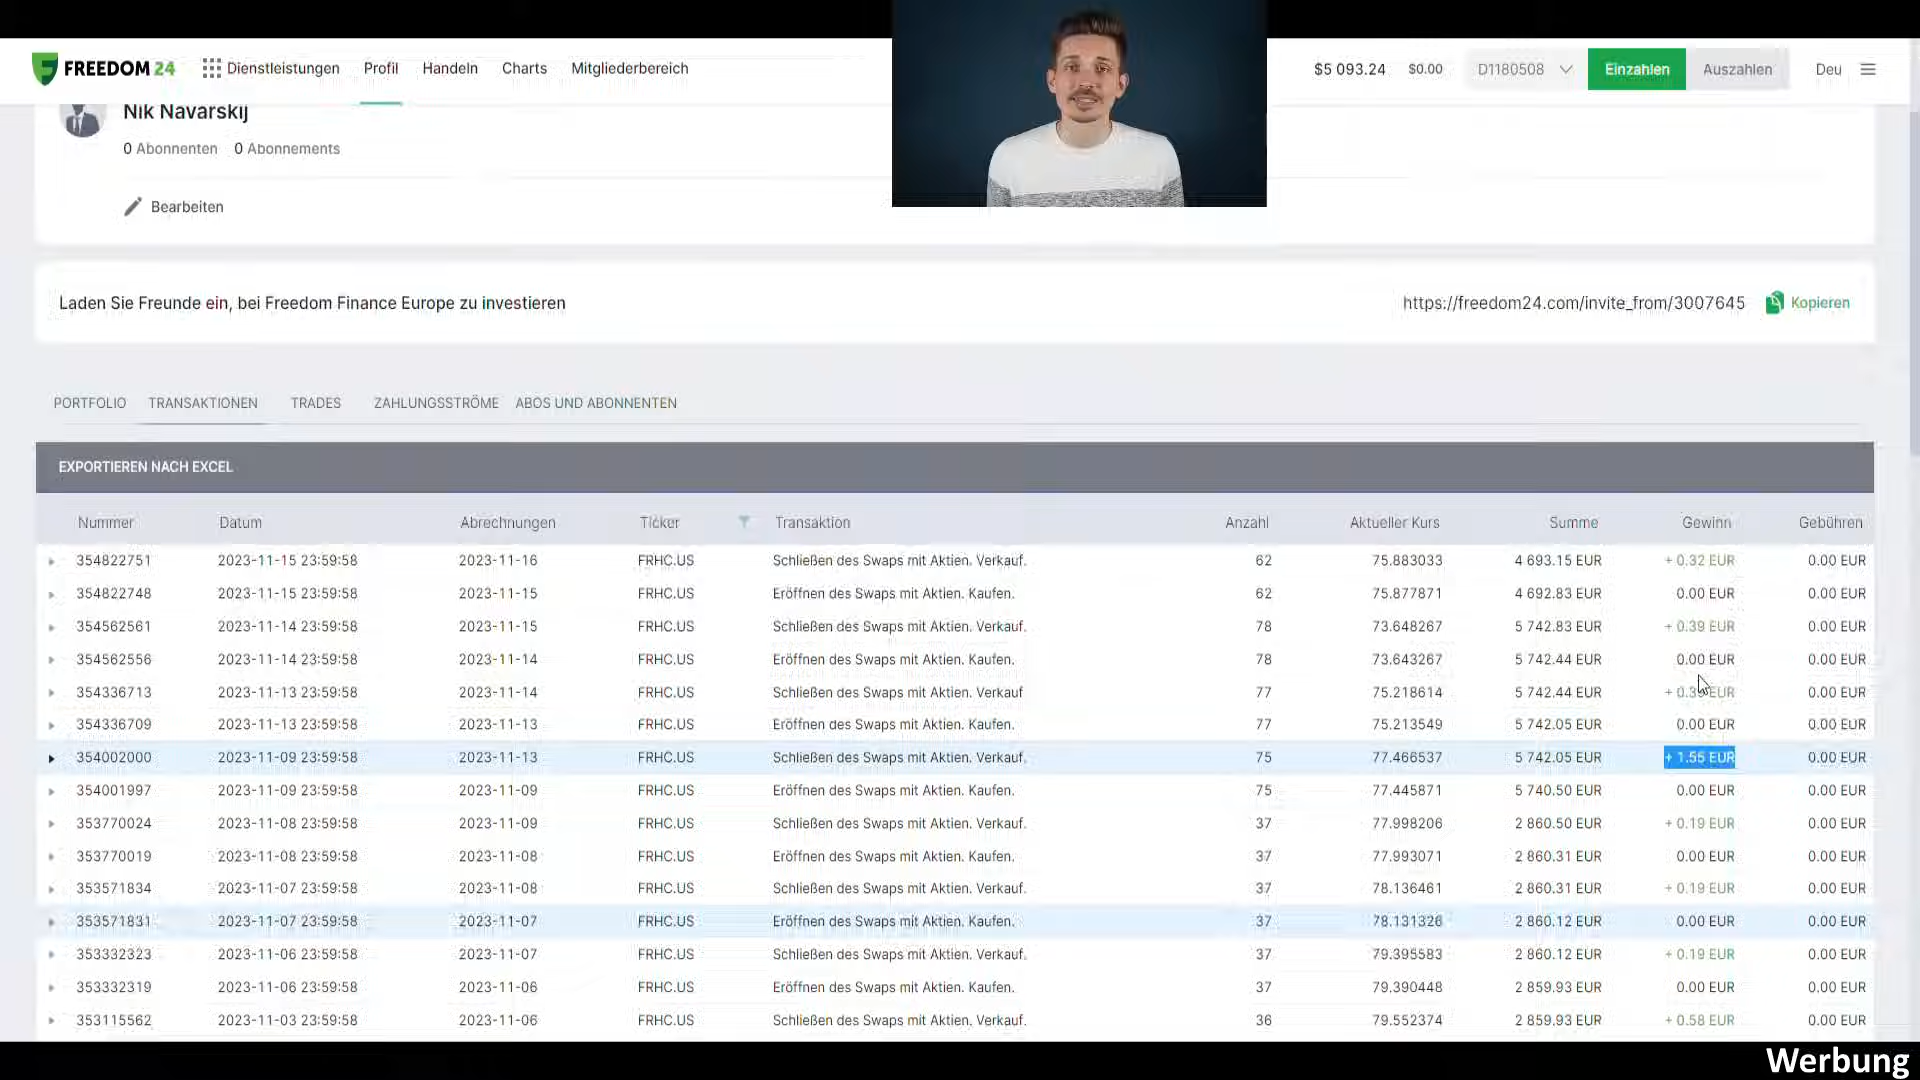 FREEDOM 24 Dienstleistungen Profil Handeln Charts Mitgliederbereich $5 093.24 $0.00 D1180508 Einzahlen Auszahlen Deu
Nik Navarskij
0 Abonnenten 0 Abonnements
Bearbeiten
Laden Sie Freunde ein, bei Freedom Finance Europe zu investieren https://freedom24.com/invite_from/3007645 Kopieren
PORTFOLIO TRANSAKTIONEN TRADES ZAHLUNGSSTRÖME ABOS UND ABONNENTEN
EXPORTIEREN NACH EXCEL
Nummer Datum Abrechnungen Ticker Transaktion Anzahl Aktueller Kurs Summe Gewinn Gebühren
354822751 2023-11-15 23:59:58 2023-11-16 FRHC.US Schließen des Swaps mit Aktien. Verkauf. 62 75.883033 4 693.15 EUR + 0.32 EUR 0.00 EUR
354822748 2023-11-15 23:59:58 2023-11-15 FRHC.US Eröffnen des Swaps mit Aktien. Kaufen. 62 75.877871 4 692.83 EUR 0.00 EUR 0.00 EUR
354562561 2023-11-14 23:59:58 2023-11-15 FRHC.US Schließen des Swaps mit Aktien. Verkauf. 78 73.648267 5 742.83 EUR + 0.39 EUR 0.00 EUR
354562556 2023-11-14 23:59:58 2023-11-14 FRHC.US Eröffnen des Swaps mit Aktien. Kaufen. 78 73.643267 5 742.44 EUR 0.00 EUR 0.00 EUR
354336713 2023-11-13 23:59:58 2023-11-14 FRHC.US Schließen des Swaps mit Aktien. Verkauf 77 75.218614 5 742.44 EUR EUR 0.00 EUR
354336709 2023-11-13 23:59:58 2023-11-13 FRHC.US Eröffnen des Swaps mit Aktien. Kaufen. 77 75.213549 5 742.05 EUR 0.00 EUR 0.00 EUR
354002000 2023-11-09 23:59:58 2023-11-13 FRHC.US Schließen des Swaps mit Aktien. Verkauf. 75 77.466537 5 742.05 EUR + 1.55 EUR 0.00 EUR
354001997 2023-11-09 23:59:58 2023-11-09 FRHC.US Eröffnen des Swaps mit Aktien. Kaufen. 75 77.445871 5 740.50 EUR 0.00 EUR 0.00 EUR
353770024 2023-11-08 23:59:58 2023-11-09 FRHC.US Schließen des Swaps mit Aktien. Verkauf. 37 77.998206 2 860.50 EUR + 0.19 EUR 0.00 EUR
353770019 2023-11-08 23:59:58 2023-11-08 FRHC.US Eröffnen des Swaps mit Aktien. Kaufen. 37 77.993071 2 860.31 EUR 0.00 EUR 0.00 EUR
353571834 2023-11-07 23:59:58 2023-11-08 FRHC.US Schließen des Swaps mit Aktien. Verkauf. 37 78.136461 2 860.31 EUR + 0.19 EUR 0.00 EUR
353571831 2023-11-07 23:59:58 2023-11-07 FRHC.US Eröffnen des Swaps mit Aktien. Kaufen. 37 78.131326 2 860.12 EUR 0.00 EUR 0.00 EUR
353332323 2023-11-06 23:59:58 2023-11-07 FRHC.US Schließen des Swaps mit Aktien. Verkauf. 37 79.395583 2 860.12 EUR + 0.19 EUR 0.00 EUR
353332319 2023-11-06 23:59:58 2023-11-06 FRHC.US Eröffnen des Swaps mit Aktien. Kaufen. 37 79.390448 2 859.93 EUR 0.00 EUR 0.00 EUR
353115562 2023-11-03 23:59:58 2023-11-06 FRHC.US Schließen des Swaps mit Aktien. Verkauf. 36 79.552374 2 859.93 EUR + 0.58 EUR 0.00 EUR
Werbung